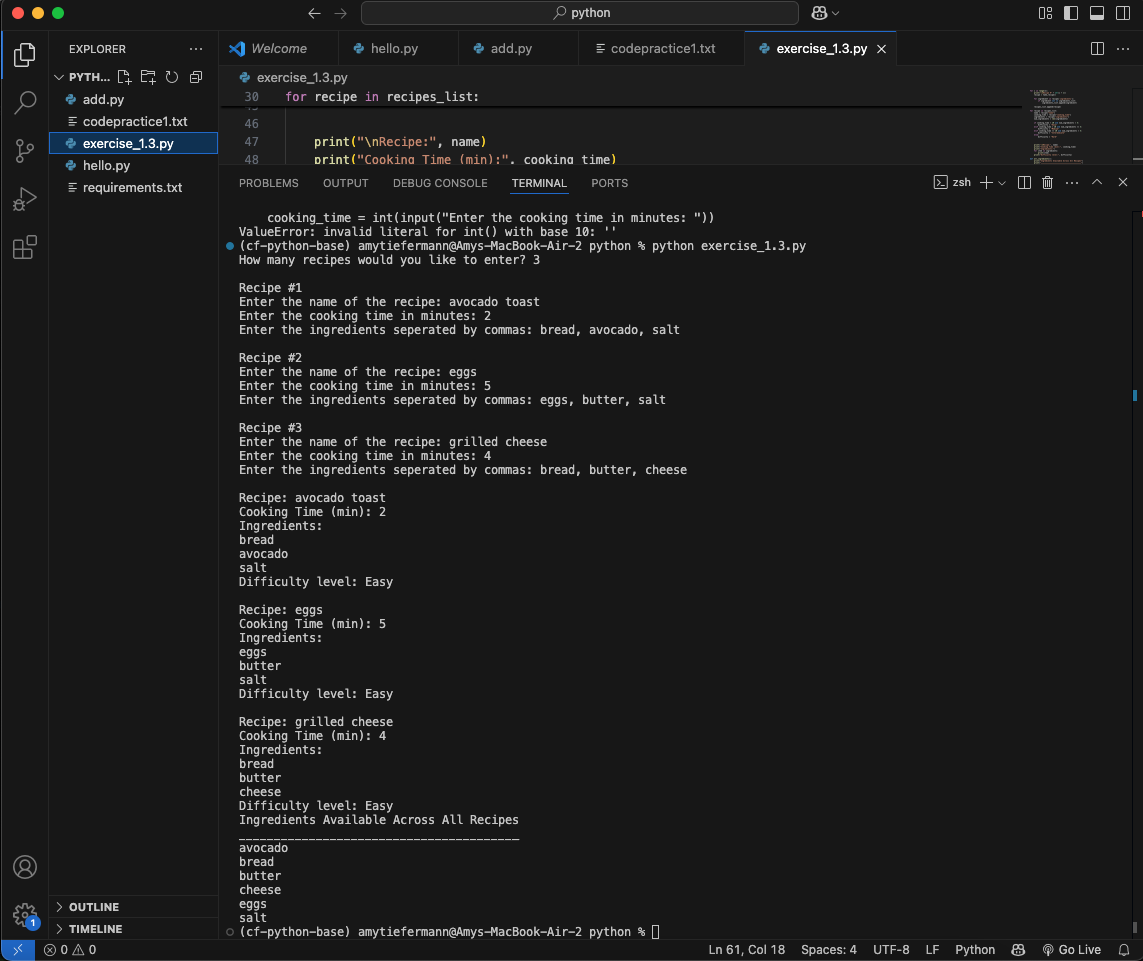 python
EXPLORER
PYTH...
add.py
codepractice1.txt
exercise_1.3.py
hello.py
requirements.txt
OUTLINE
TIMELINE
1
Welcome
hello.py
add.py
codepractice1.txt
exercise_1.3.py
exercise_1.3.py
30 for recipe in recipes_list:
46
47 print("\nRecipe:", name)
48 print("Cooking Time (min):", cooking_time)
PROBLEMS OUTPUT DEBUG CONSOLE TERMINAL PORTS
zsh
cooking_time = int(input("Enter the cooking time in minutes: "))
ValueError: invalid literal for int() with base 10: ''
(cf-python-base) amytiefermann@Amys-MacBook-Air-2 python % python exercise_1.3.py
How many recipes would you like to enter? 3
Recipe #1
Enter the name of the recipe: avocado toast
Enter the cooking time in minutes: 2
Enter the ingredients seperated by commas: bread, avocado, salt
Recipe #2
Enter the name of the recipe: eggs
Enter the cooking time in minutes: 5
Enter the ingredients seperated by commas: eggs, butter, salt
Recipe #3
Enter the name of the recipe: grilled cheese
Enter the cooking time in minutes: 4
Enter the ingredients seperated by commas: bread, butter, cheese
Recipe: avocado toast
Cooking Time (min): 2
Ingredients:
bread
avocado
salt
Difficulty level: Easy
Recipe: eggs
Cooking Time (min): 5
Ingredients:
eggs
butter
salt
Difficulty level: Easy
Recipe: grilled cheese
Cooking Time (min): 4
Ingredients:
bread
butter
cheese
Difficulty level: Easy
Ingredients Available Across All Recipes
________________________________________
avocado
bread
butter
cheese
eggs
salt
(cf-python-base) amytiefermann@Amys-MacBook-Air-2 python %
0 0
Ln 61, Col 18 Spaces: 4 UTF-8 LF Python Go Live